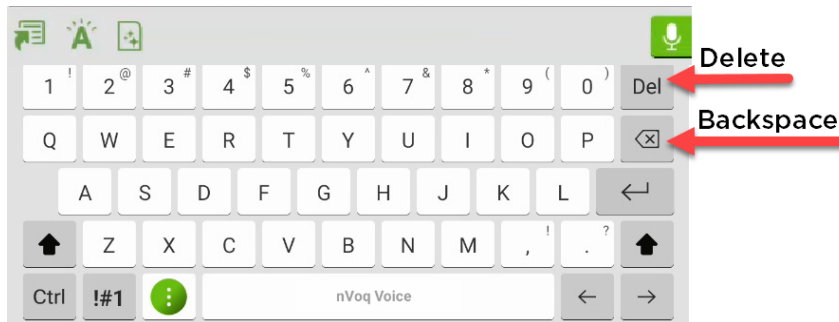 A
1 ! 2 @ 3 # 4 $ 5 % 6 ^ 7 & 8 * 9 ( 0 ) Del Delete
Q W E R T Y U I O P Backspace
A S D F G H J K L
Z X C V B N M , ! . ?
Ctrl !#1 nVoq Voice